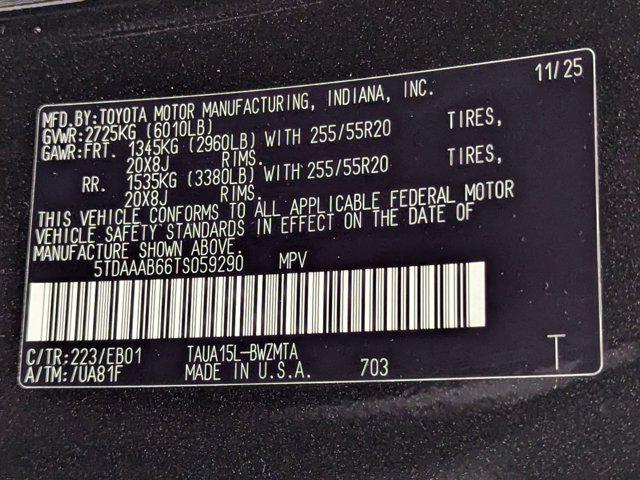 11/25
MFD.BY:TOYOTA MOTOR MANUFACTURING, INDIANA, INC.
GVWR:2725KG (6010LB)
GAWR:FRT. 1345KG (2960LB) WITH 255/55R20 TIRES,
20X8J RIMS.
RR. 1535KG (3380LB) WITH 255/55R20 TIRES,
20X8J RIMS.
THIS VEHICLE CONFORMS TO ALL APPLICABLE FEDERAL MOTOR
VEHICLE SAFETY STANDARDS IN EFFECT ON THE DATE OF
MANUFACTURE SHOWN ABOVE.
5TDAAAB66TS059290 MPV
C/TR:223/EB01 TAUA15L-BWZMTA
A/TM:/UA81F MADE IN U.S.A. 703 T